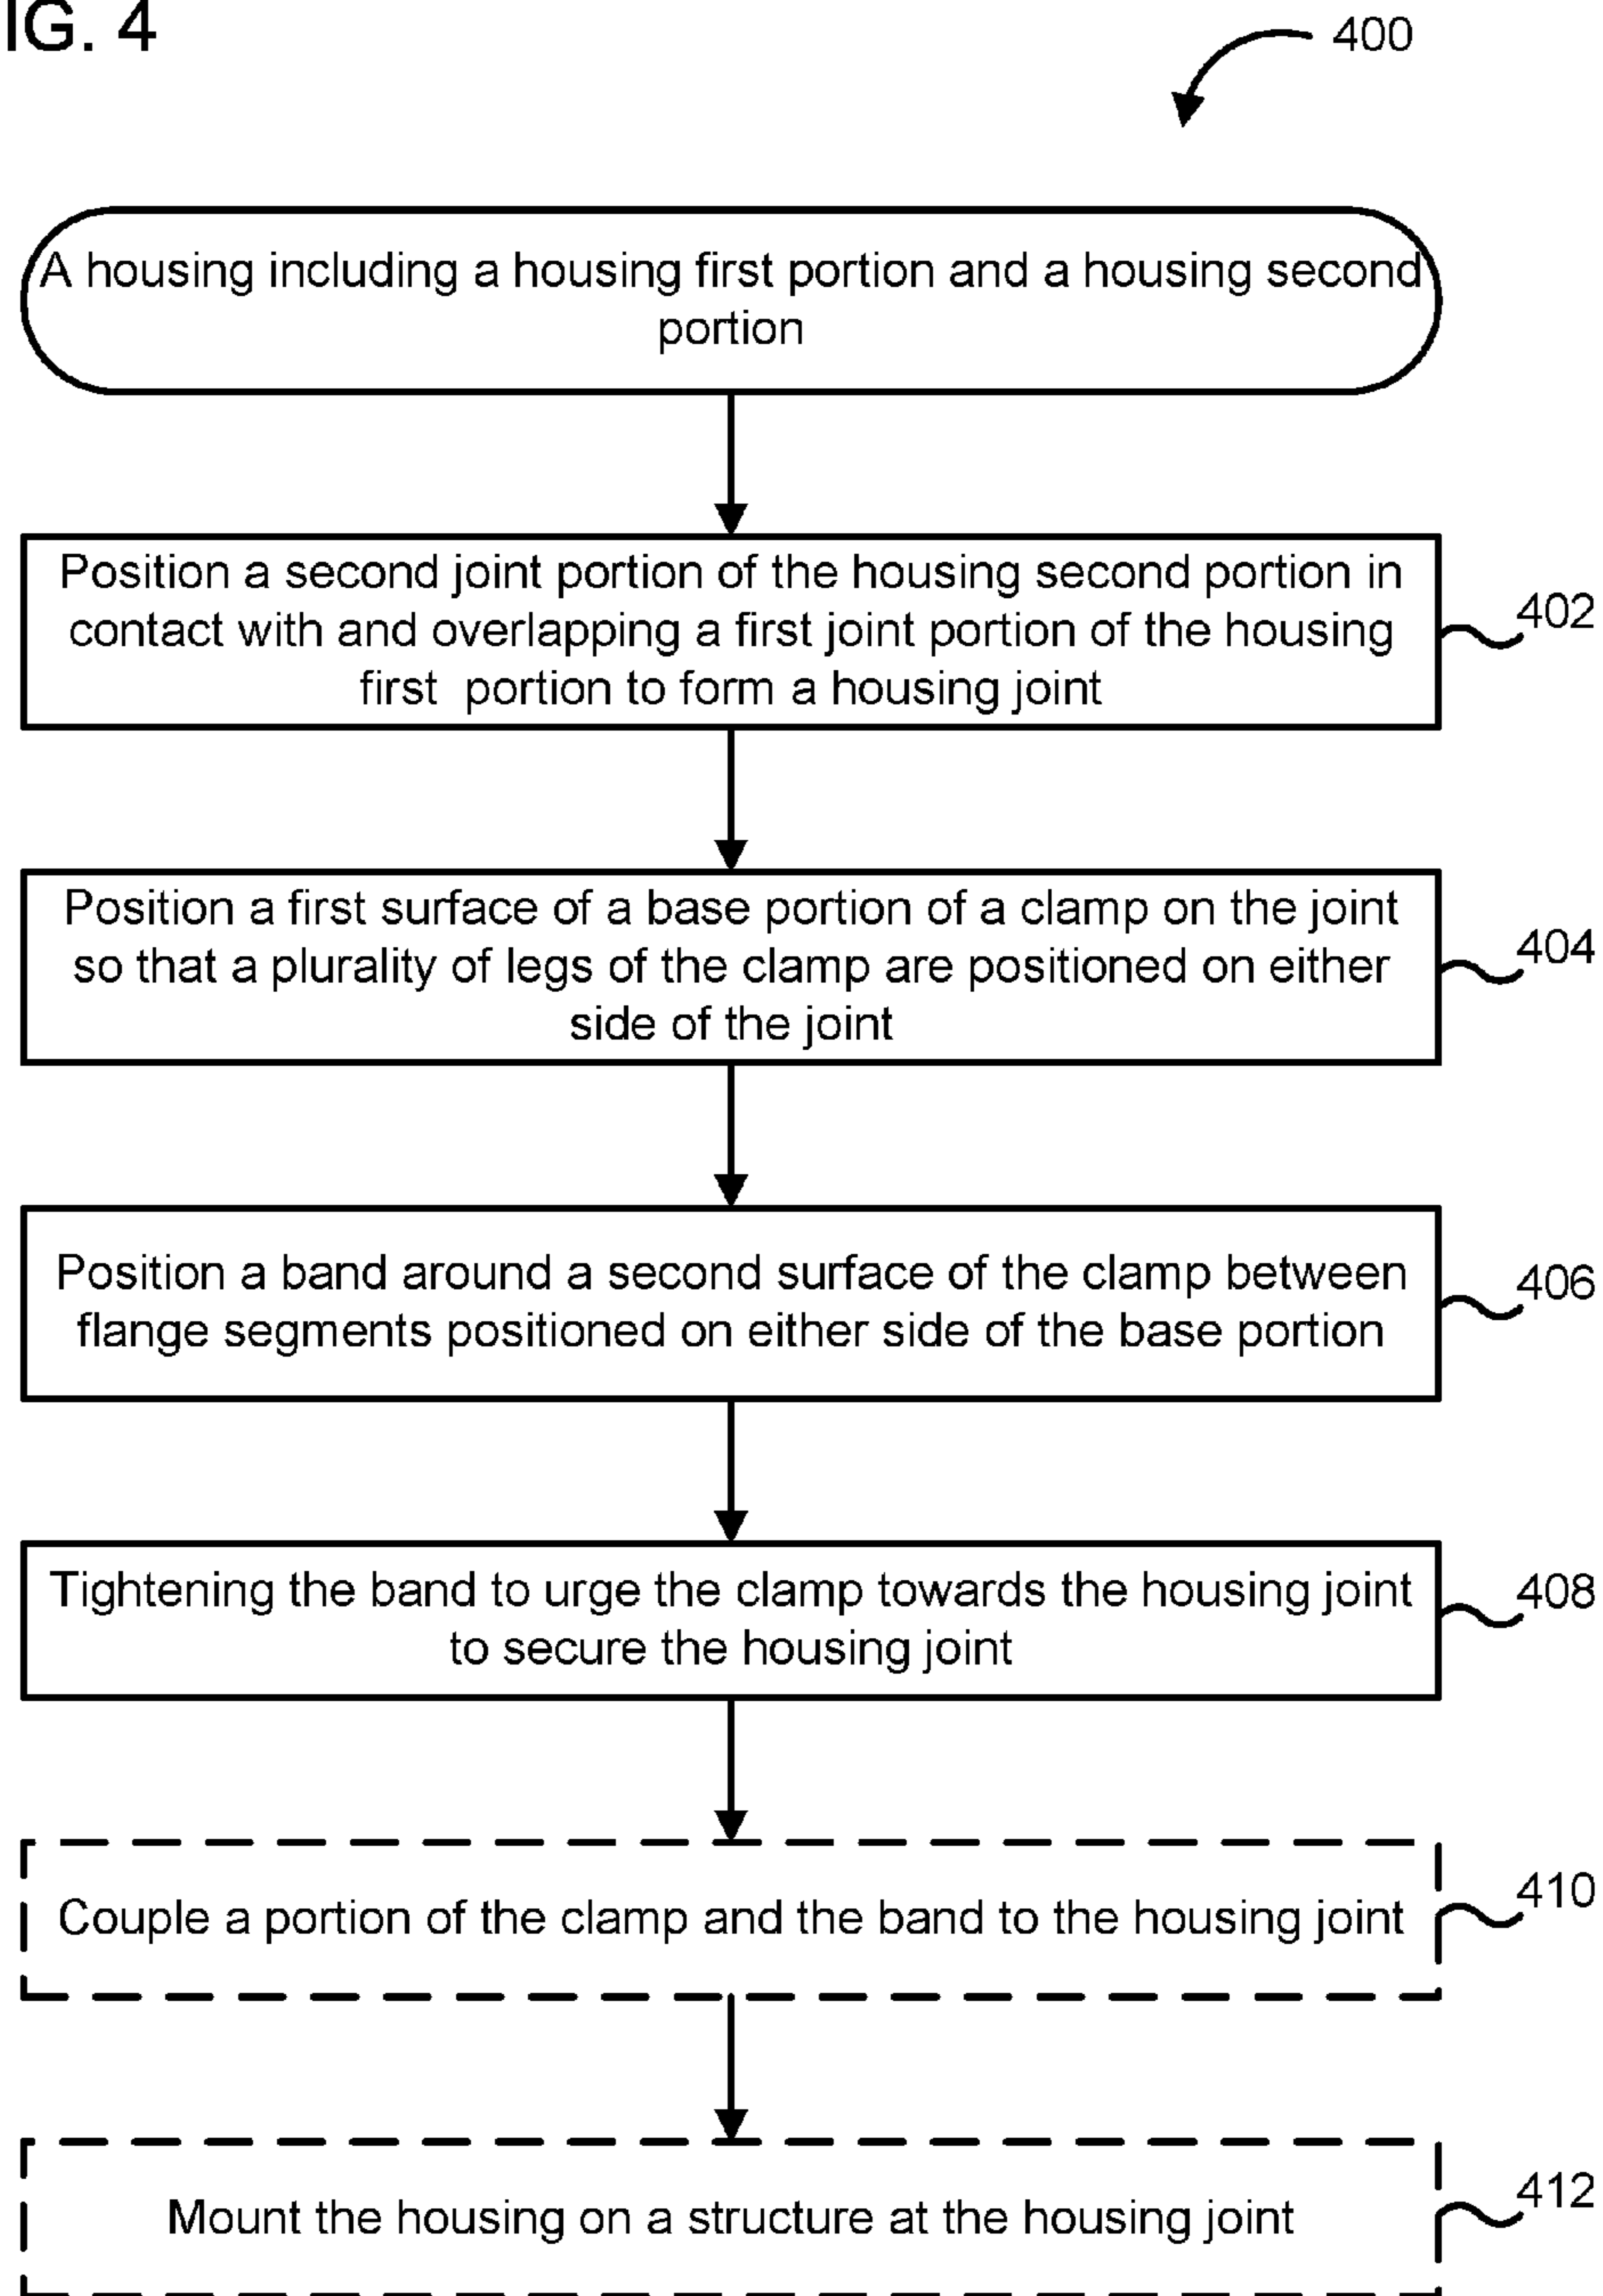 IG. 4
400
A housing including a housing first portion and a housing second
portion
Position a second joint portion of the housing second portion in
contact with and overlapping a first joint portion of the housing
first portion to form a housing joint
402
Position a first surface of a base portion of a clamp on the joint
so that a plurality of legs of the clamp are positioned on either
side of the joint
404
Position a band around a second surface of the clamp between
flange segments positioned on either side of the base portion
406
Tightening the band to urge the clamp towards the housing joint
to secure the housing joint
408
Couple a portion of the clamp and the band to the housing joint
410
Mount the housing on a structure at the housing joint
412